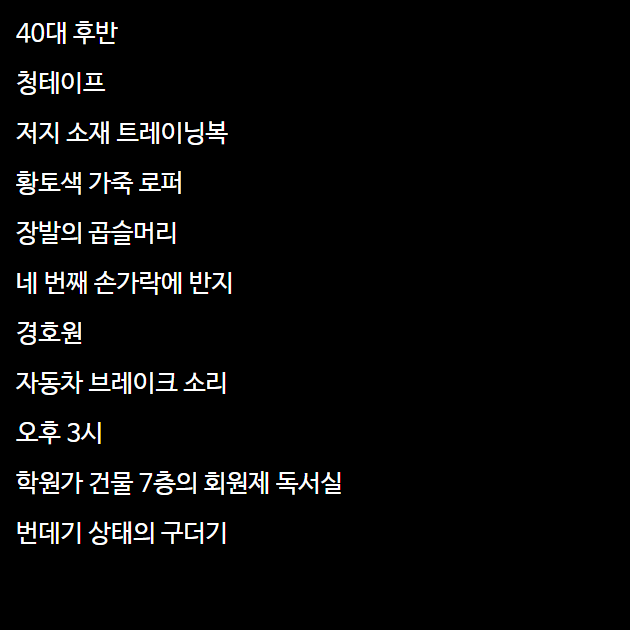 40대 후반
청테이프
저지 소재 트레이닝복
황토색 가죽 로퍼
장발의 곱슬머리
네 번째 손가락에 반지
경호원
자동차 브레이크 소리
오후 3시
학원가 건물 7층의 회원제 독서실
번데기 상태의 구더기